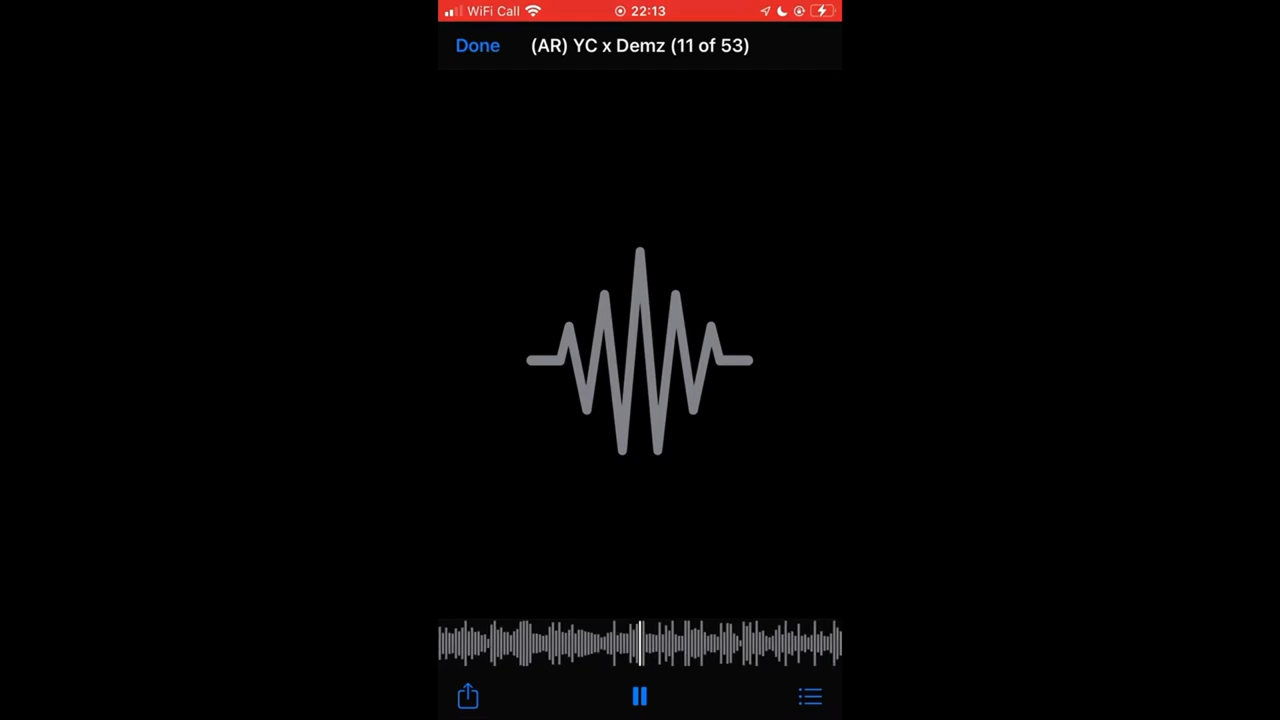 WiFi Call 22:13
Done (AR) YC x Demz (11 of 53)